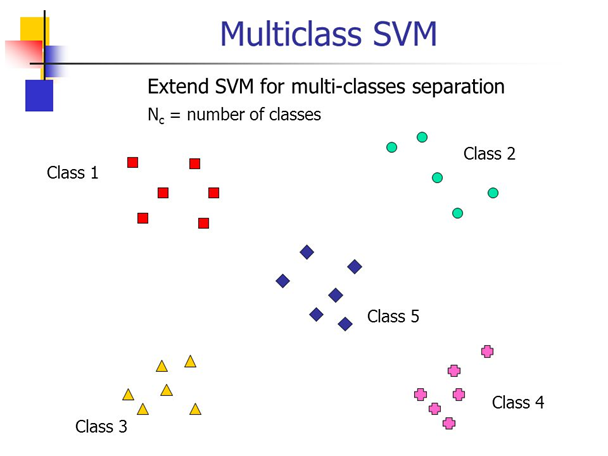 Multiclass SVM
Extend SVM for multi-classes separation
Nc = number of classes
Class 2
Class 1
Class 5
Class 4
Class 3